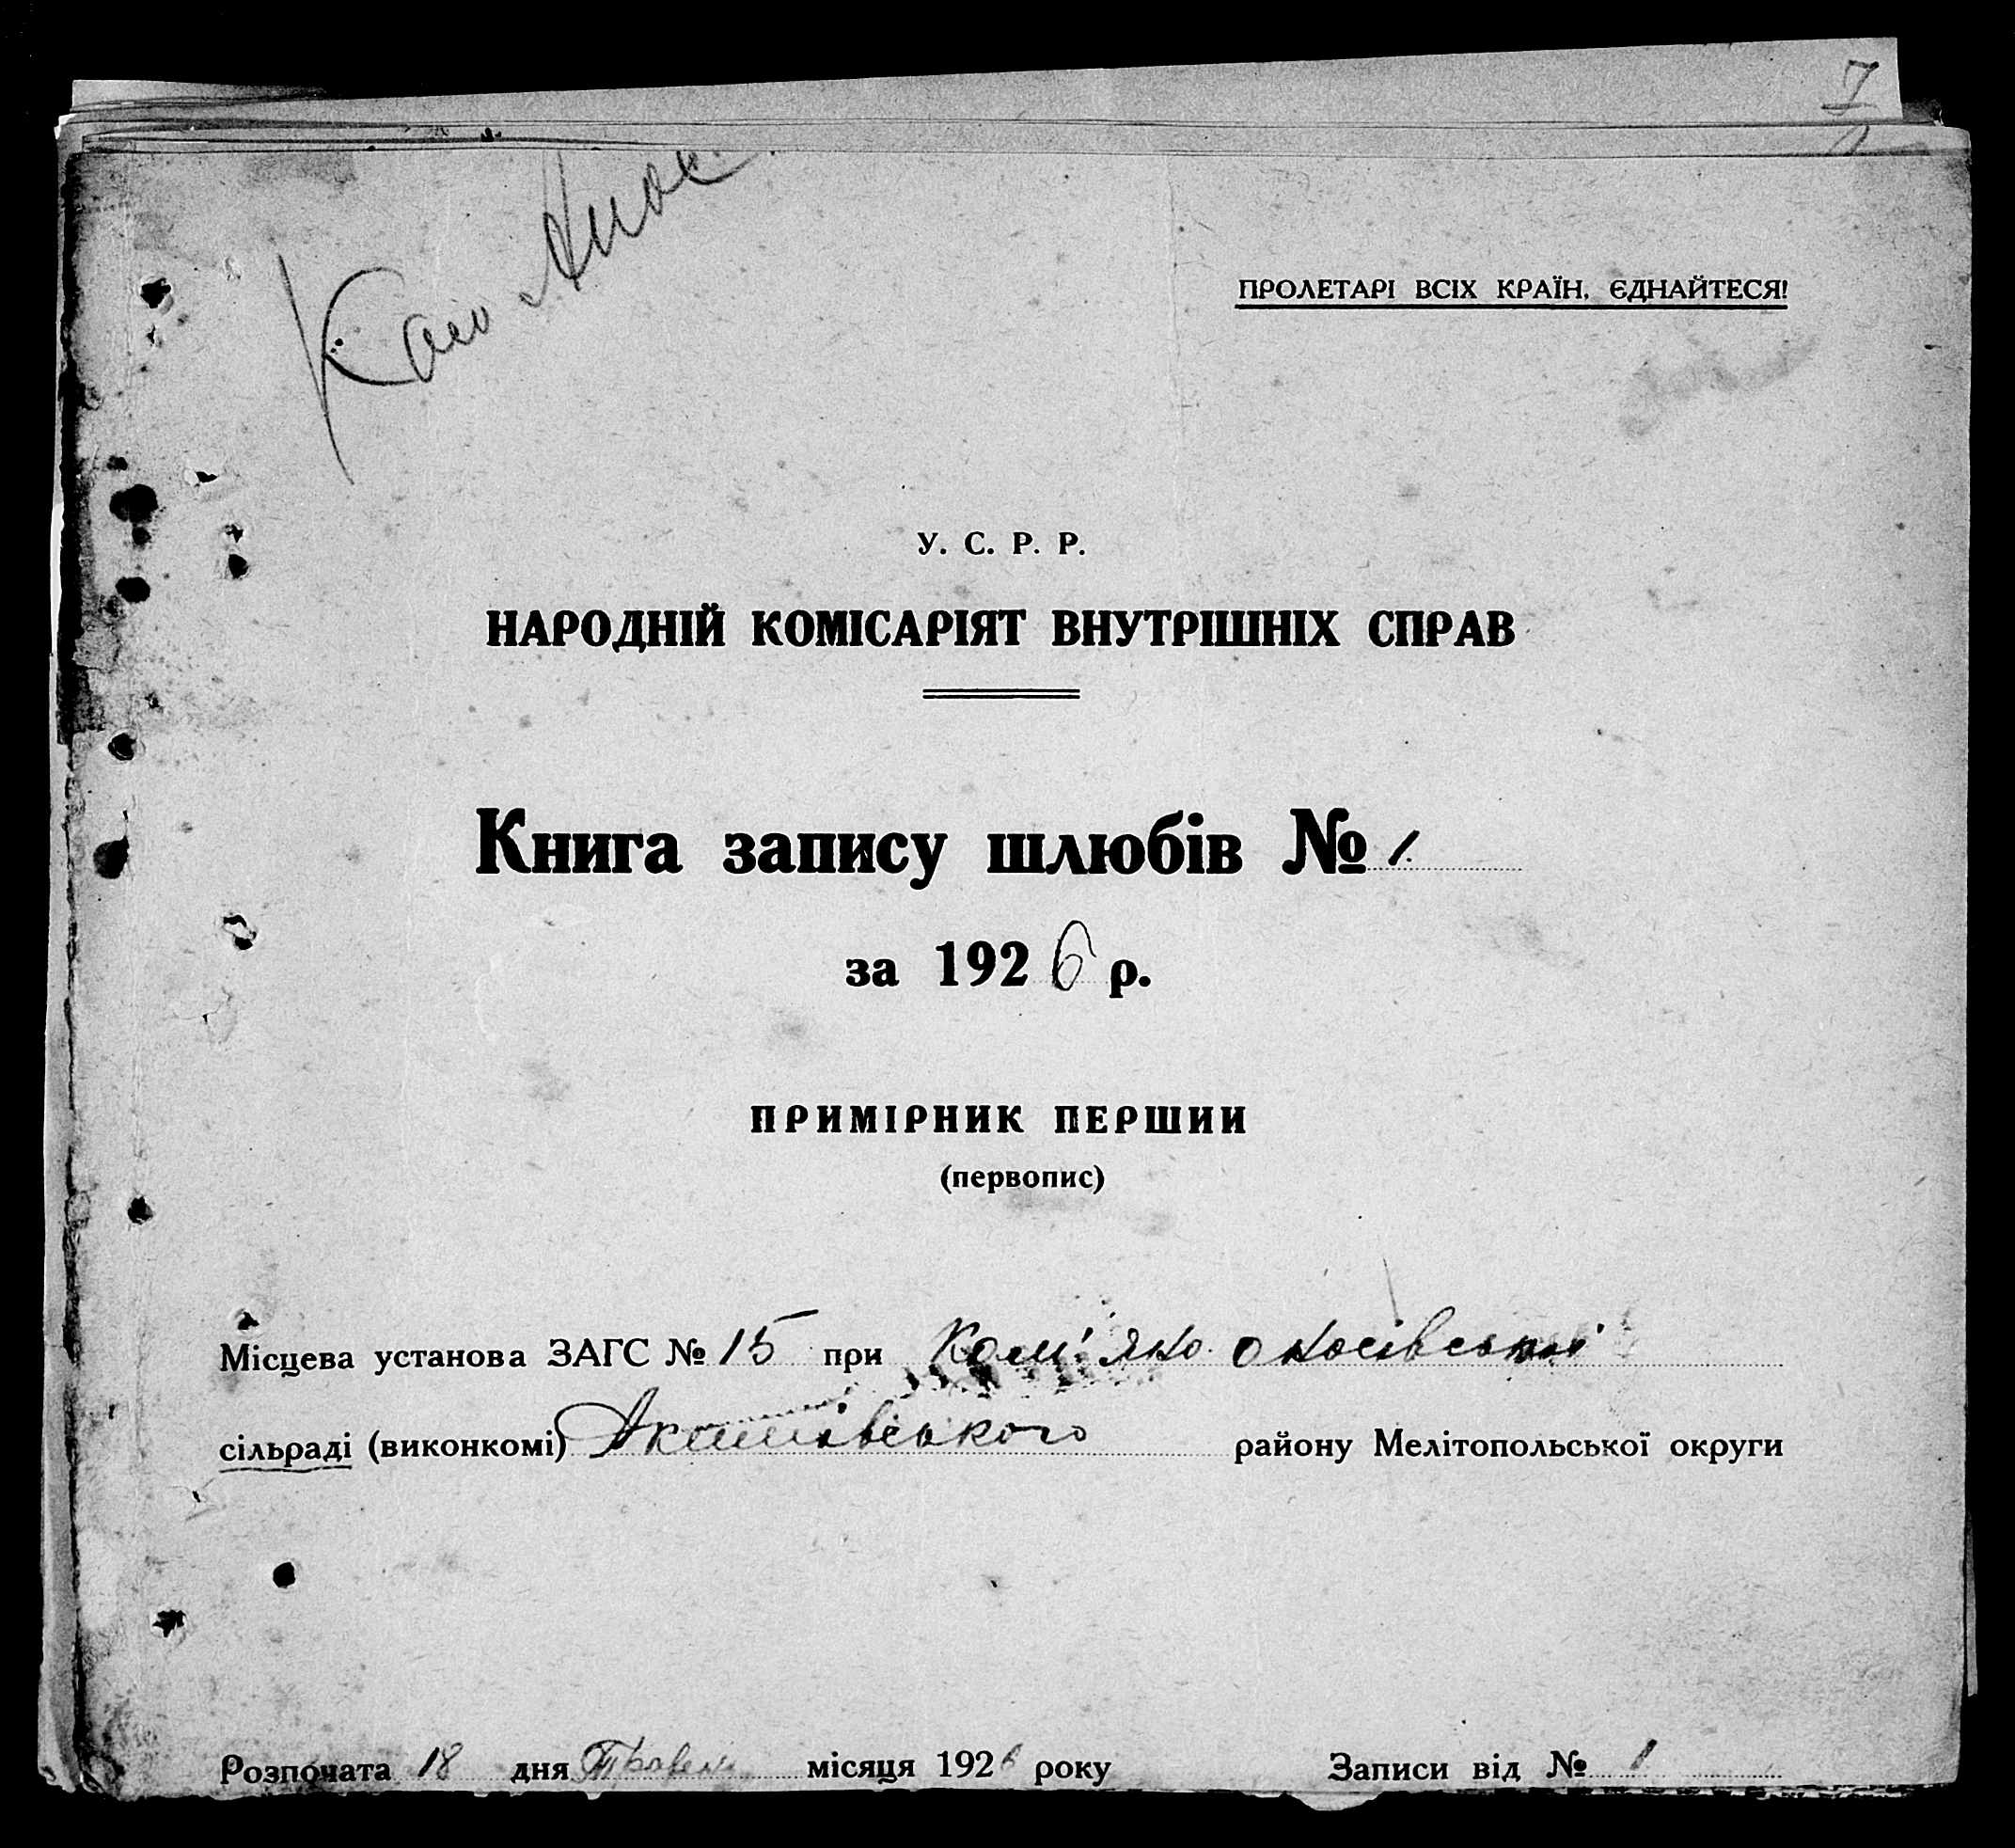 7
ПРОЛЕТАРІ ВСІХ КРАЇН, ЄДНАЙТЕСЯ!
У. С. Р. Р.
НАРОДНІЙ КОМІСАРІЯТ ВНУТРІШНІХ СПРАВ
Книга запису шлюбів № 1.
за 1926 р.
ПРИМІРНИК ПЕРШИИ
(первопис)
Місцева установа ЗАГС № 15 при
сільраді (виконкомі) Акимівського району Мелітопольської округи
Розпочата 18 дня Травня місяця 1926 року Записи від № 1